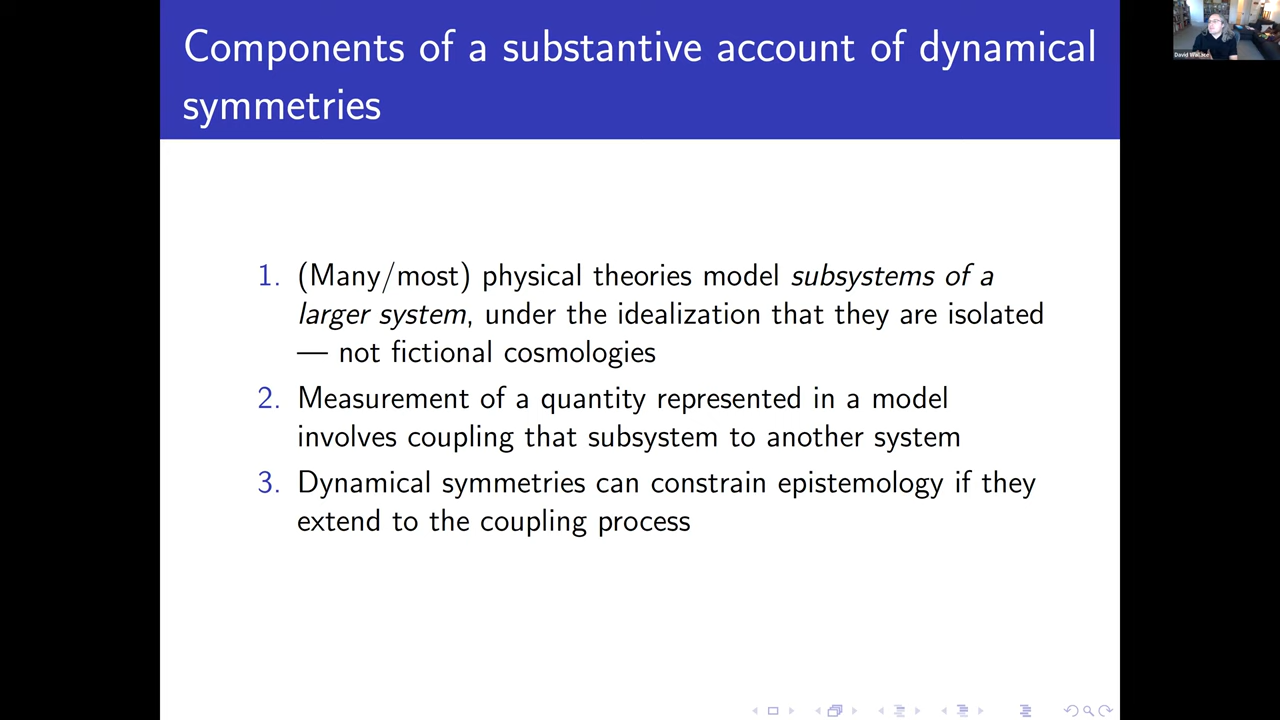 Components of a substantive account of dynamical
symmetries
David Wallace
1. (Many/most) physical theories model subsystems of a
larger system, under the idealization that they are isolated
— not fictional cosmologies
2. Measurement of a quantity represented in a model
involves coupling that subsystem to another system
3. Dynamical symmetries can constrain epistemology if they
extend to the coupling process